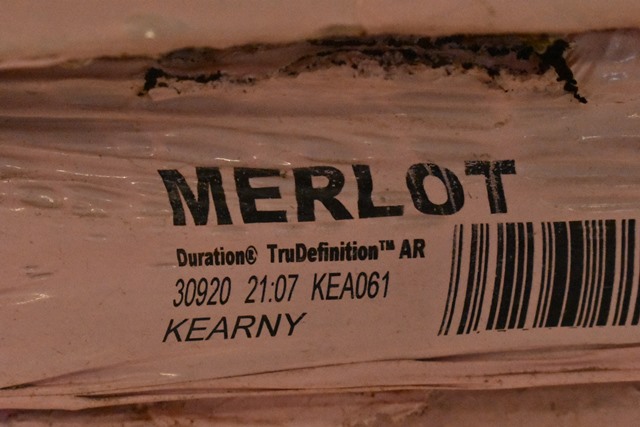 MERLOT
Duration® TruDefinition™ AR
30920 21:07 KEA061
KEARNY